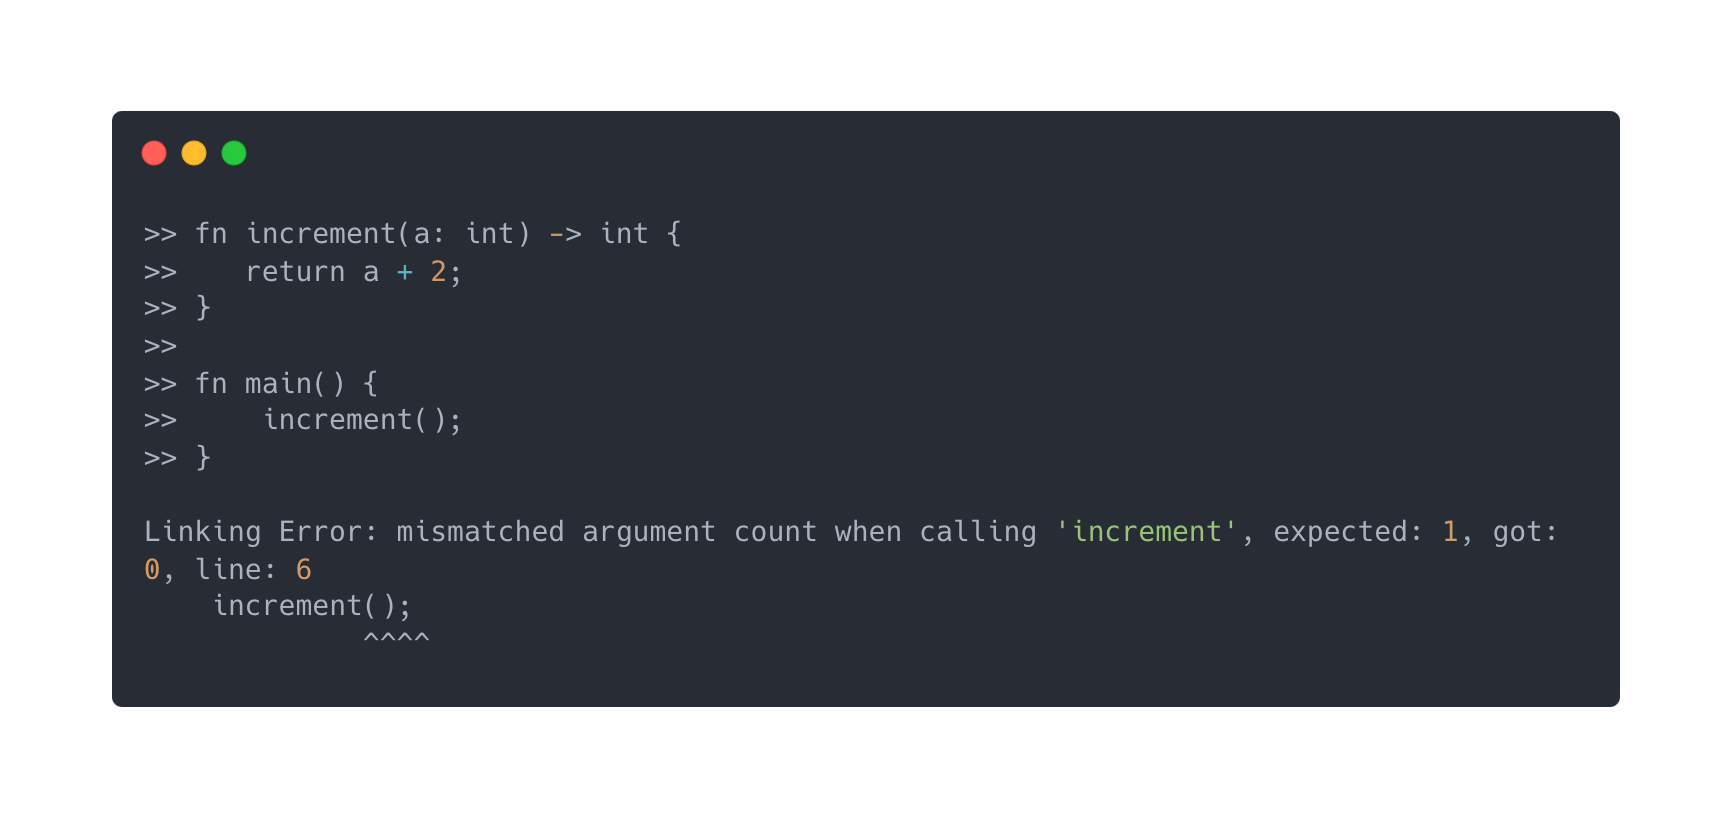 >> fn increment(a: int) -> int {
>>    return a + 2;
>> }
>>
>> fn main() {
>>     increment();
>> }

Linking Error: mismatched argument count when calling 'increment', expected: 1, got:
0, line: 6
    increment();
             ^^^^